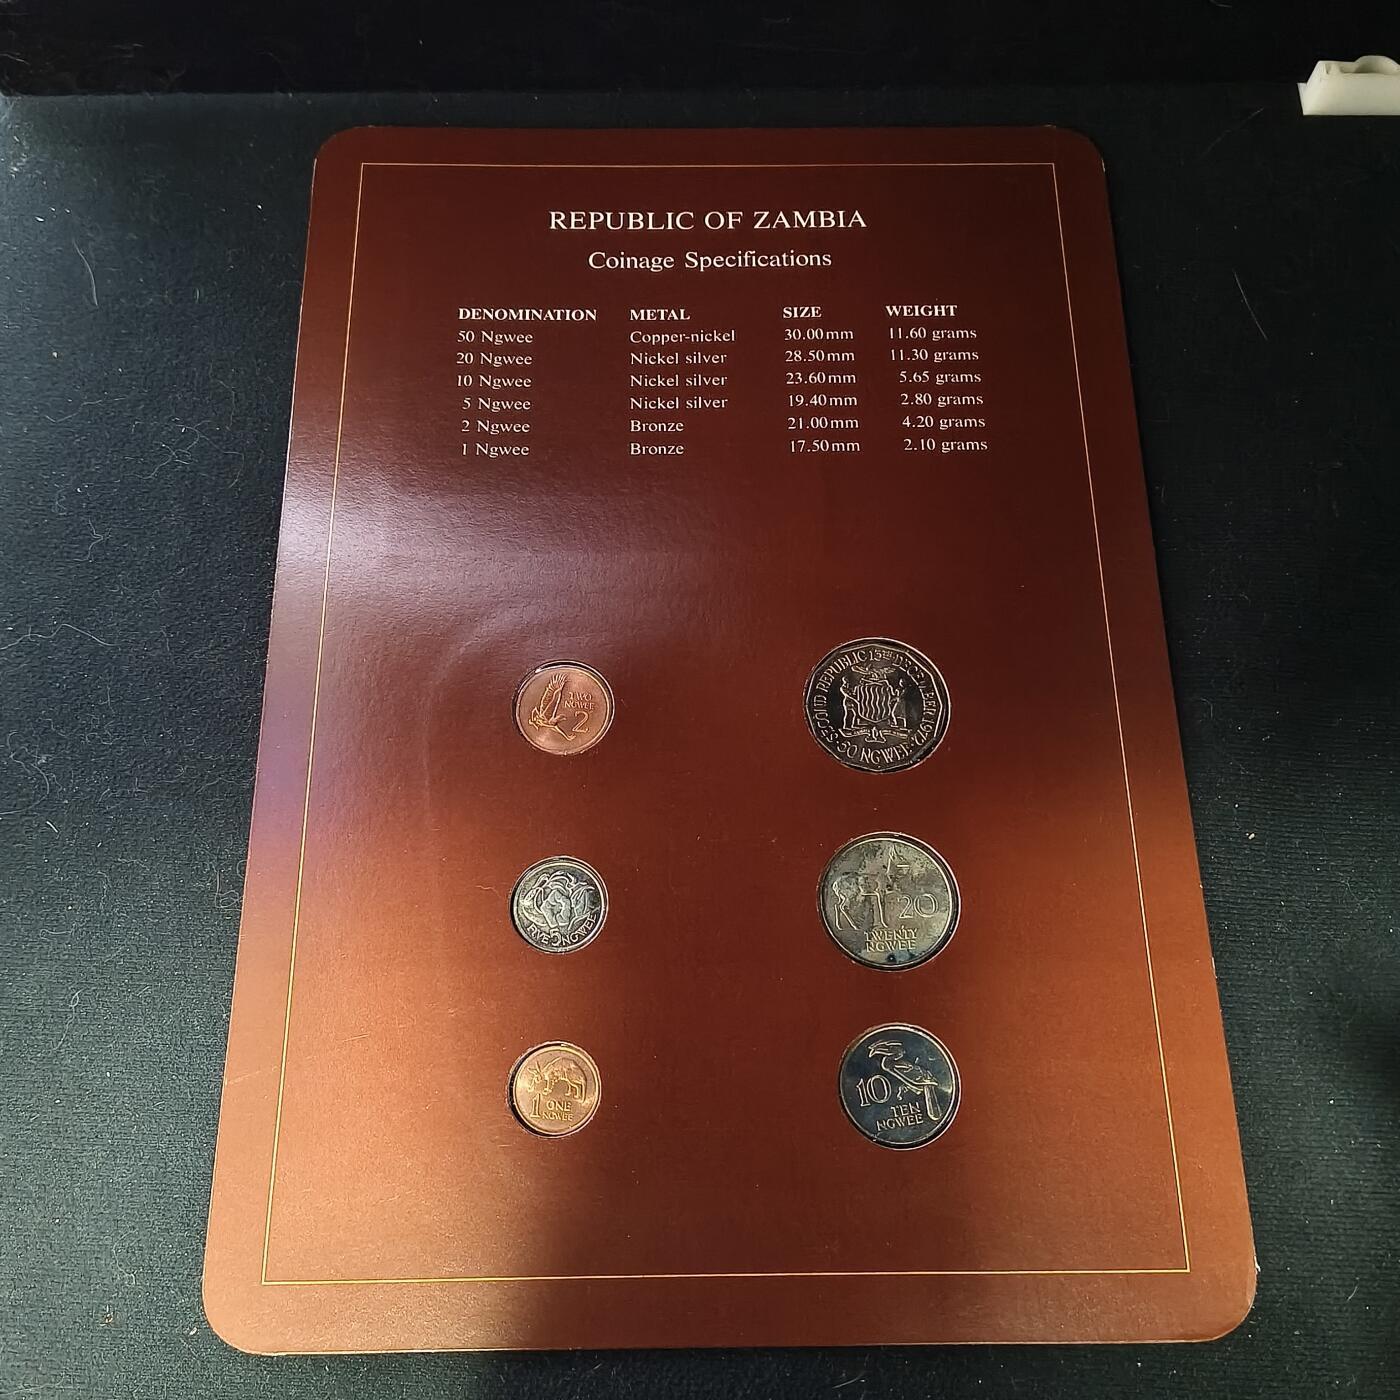 REPUBLIC OF ZAMBIA
Coinage Specifications
DENOMINATION METAL SIZE WEIGHT
50 Ngwee Copper-nickel 30.00mm 11.60 grams
20 Ngwee Nickel silver 28.50mm 11.30 grams
10 Ngwee Nickel silver 23.60mm 5.65 grams
5 Ngwee Nickel silver 19.40mm 2.80 grams
2 Ngwee Bronze 21.00mm 4.20 grams
1 Ngwee Bronze 17.50mm 2.10 grams
TWO
NGWEE
2
SECOND REPUBLIC 13TH DECEMBER 1972
50 NGWEE
FIVE 5 NGWEE
20
TWENTY
NGWEE
1 ONE
NGWEE
10
TEN
NGWEE